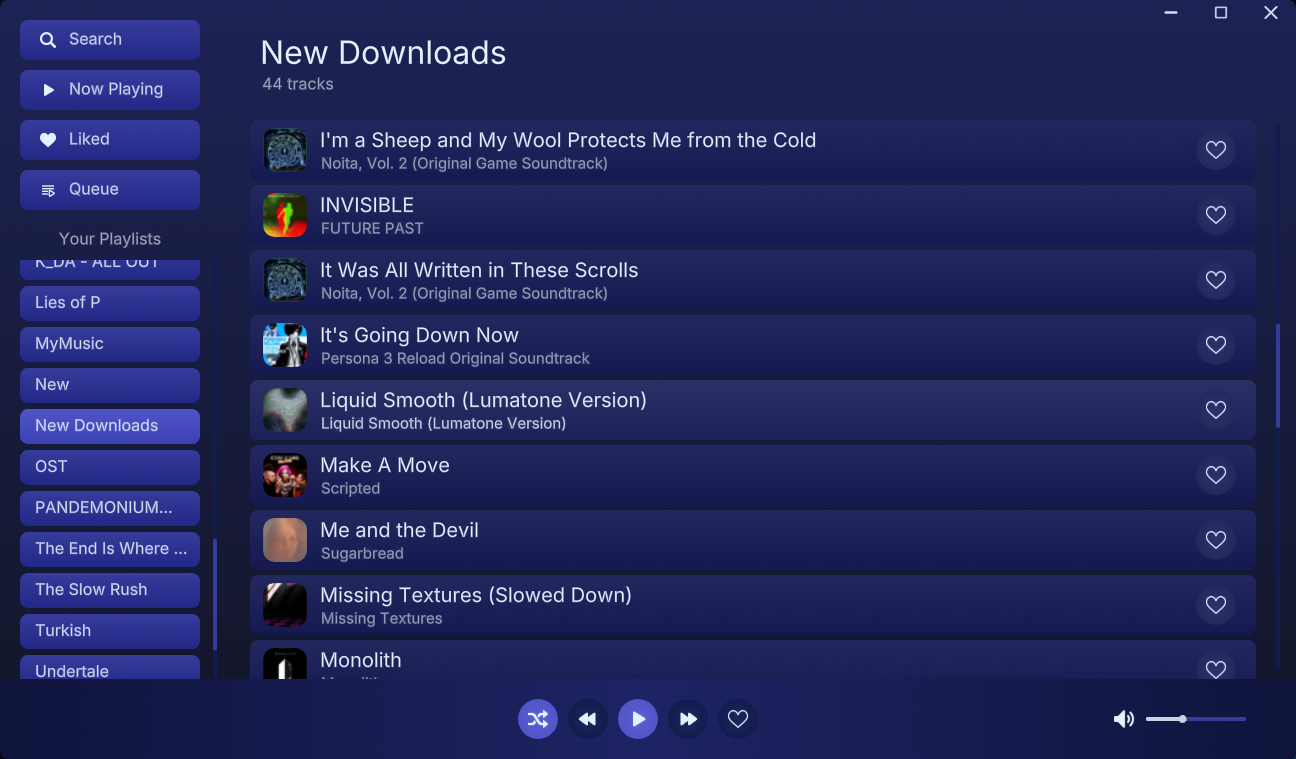 Search
Now Playing
Liked
Queue
Your Playlists
K_DA - ALL OUT
Lies of P
MyMusic
New
New Downloads
OST
PANDEMONIUM...
The End Is Where ...
The Slow Rush
Turkish
Undertale
New Downloads
44 tracks
I'm a Sheep and My Wool Protects Me from the Cold
Noita, Vol. 2 (Original Game Soundtrack)
INVISIBLE
FUTURE PAST
It Was All Written in These Scrolls
Noita, Vol. 2 (Original Game Soundtrack)
It's Going Down Now
Persona 3 Reload Original Soundtrack
Liquid Smooth (Lumatone Version)
Liquid Smooth (Lumatone Version)
Make A Move
Scripted
Me and the Devil
Sugarbread
Missing Textures (Slowed Down)
Missing Textures
Monolith